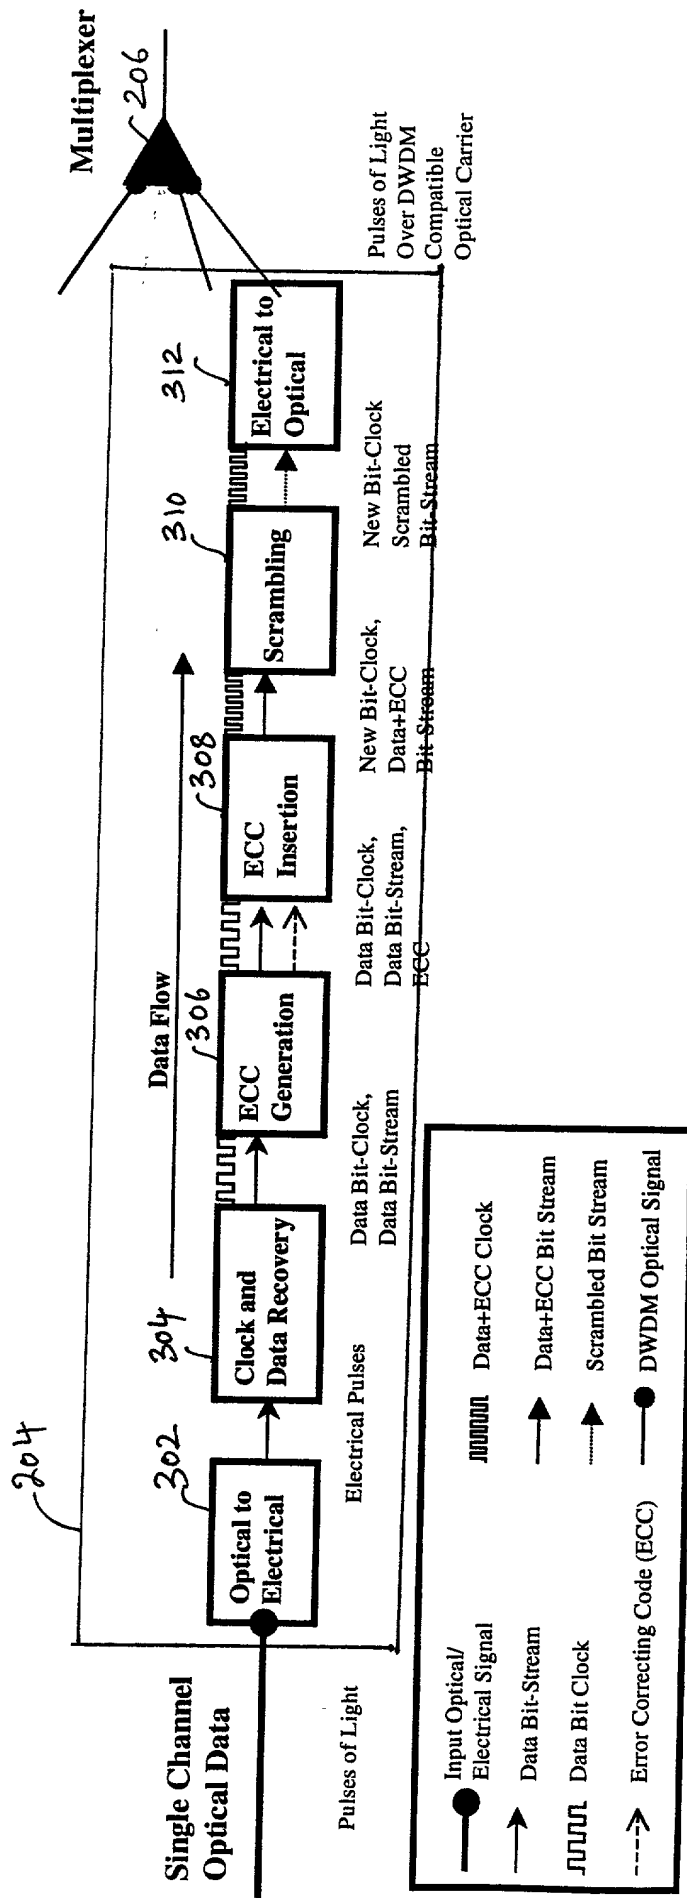 Multiplexer
206
204
Data Flow
302
304
306
308
310
312
Single Channel
Optical Data
Optical to
Electrical
Clock and
Data Recovery
ECC
Generation
ECC
Insertion
Scrambling
Electrical to
Optical
Pulses of Light
Electrical Pulses
Data Bit-Clock,
Data Bit-Stream
Data Bit-Clock,
Data Bit-Stream,
ECC
New Bit-Clock,
Data+ECC
Bit-Stream
New Bit-Clock
Scrambled
Bit-Stream
Pulses of Light
Over DWDM
Compatible
Optical Carrier
Input Optical/
Electrical Signal
Data Bit-Stream
Data Bit Clock
Error Correcting Code (ECC)
Data+ECC Clock
Data+ECC Bit Stream
Scrambled Bit Stream
DWDM Optical Signal